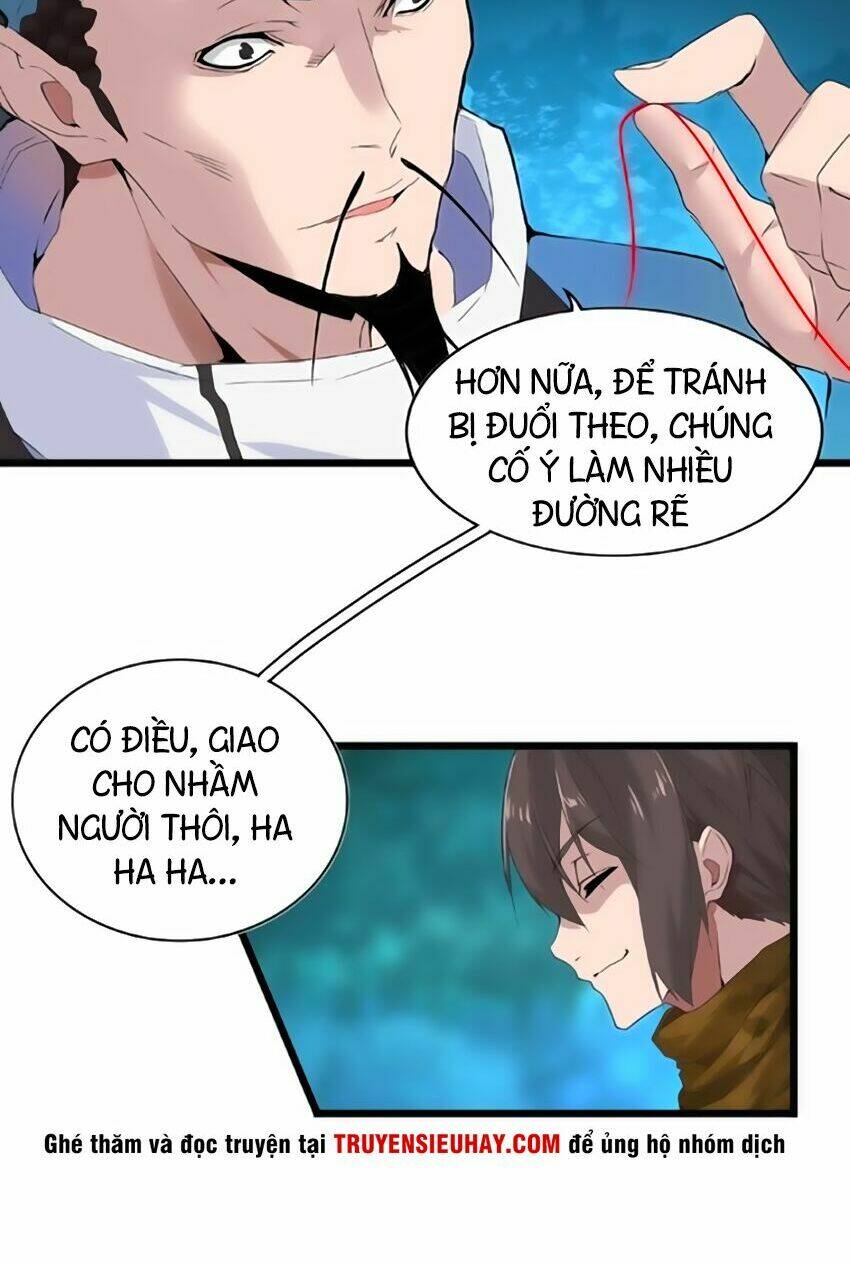 HƠN NỮA, ĐỂ TRÁNH
BỊ ĐUỔI THEO, CHÚNG
CỐ Ý LÀM NHIỀU
ĐƯỜNG RẼ
CÓ ĐIỀU, GIAO
CHO NHẦM
NGƯỜI THÔI, HA
HA HA...
Ghé thăm và đọc truyện tại TRUYENSIEUHAY.COM để ủng hộ nhóm dịch